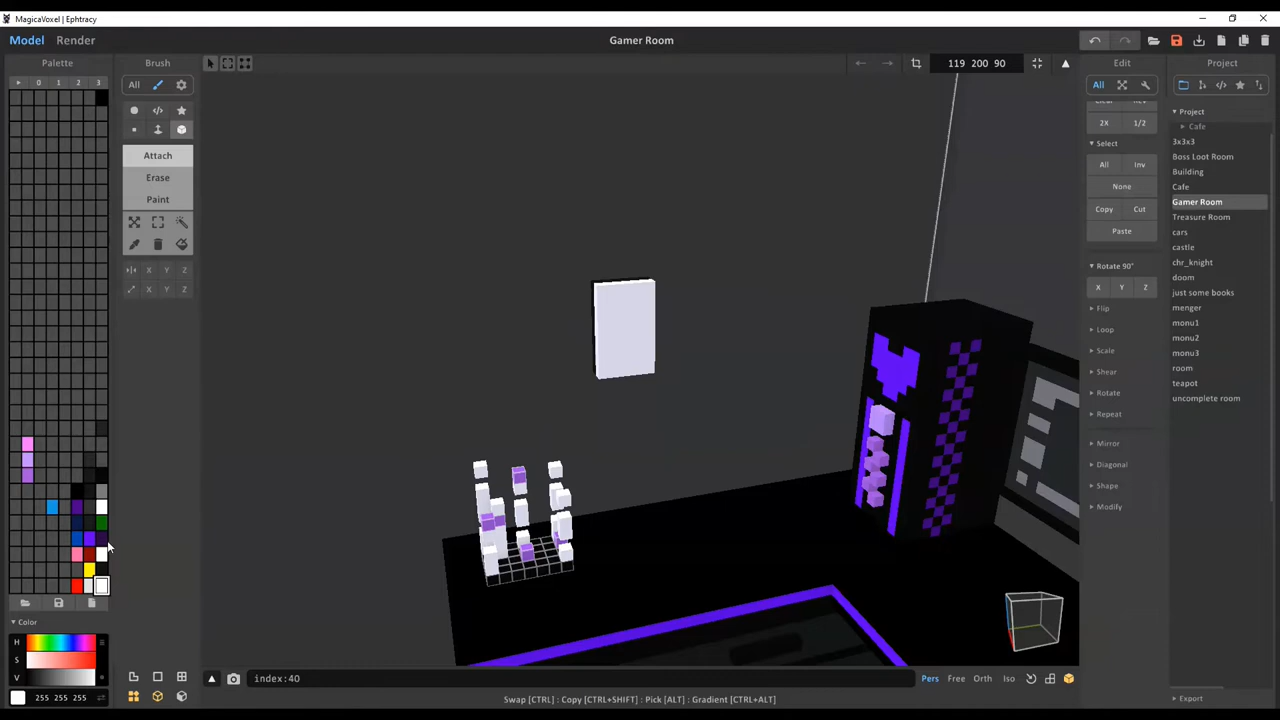 MagicaVoxel | Ephtracy
Model Render
Gamer Room
Palette
Brush
119 200 90
Edit
Project
0 1 2 3
All
All
Project
Cafe
2X 1/2
3x3x3
Select
Attach
Boss Loot Room
All Inv
Building
Erase
None
Cafe
Paint
Copy Cut
Gamer Room
Treasure Room
Paste
cars
castle
X Y Z
Rotate 90°
chr_knight
X Y Z
X Y Z
doom
Flip
just some books
Loop
menger
Scale
monu1
Shear
monu2
Rotate
monu3
Repeat
room
teapot
Mirror
uncomplete room
Diagonal
Shape
Modify
Color
H
S
V
255 255 255
index:40
Pers Free Orth Iso
Swap [CTRL] : Copy [CTRL+SHIFT] : Pick [ALT] : Gradient [CTRL+ALT]
Export